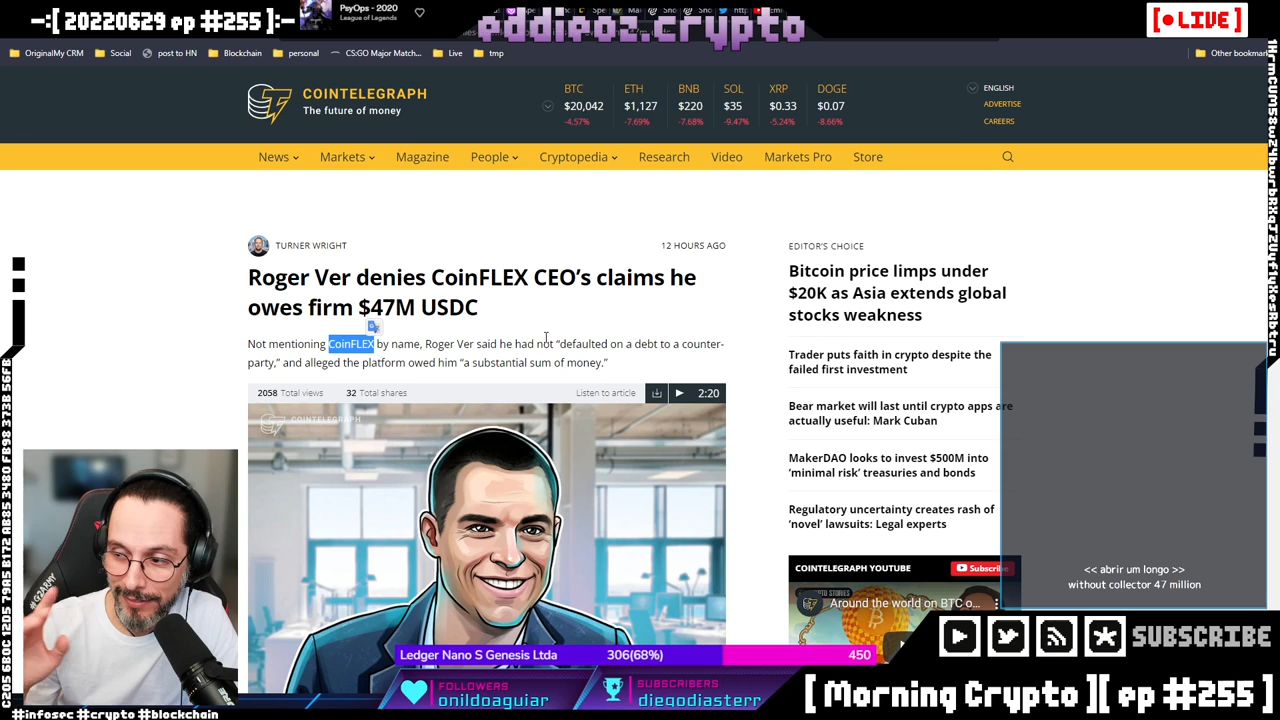 -:[ 20220629 ep #255 ]:-
PsyOps - 2020
League of Legends
eddieoz.crypto
[ LIVE ]
OriginalMy CRM
Social
post to HN
Blockchain
personal
CS:GO Major Match...
Live
tmp
Other bookmar
COINTELEGRAPH
The future of money
BTC ETH BNB SOL XRP DOGE
$20,042 $1,127 $220 $35 $0.33 $0.07
-4.57% -7.69% -7.68% -9.47% -5.24% -8.66%
ENGLISH
ADVERTISE
CAREERS
News Markets Magazine People Cryptopedia Research Video Markets Pro Store
TURNER WRIGHT
12 HOURS AGO
Roger Ver denies CoinFLEX CEO’s claims he
owes firm $47M USDC
Not mentioning CoinFLEX by name, Roger Ver said he had not “defaulted on a debt to a counter-
party,” and alleged the platform owed him “a substantial sum of money.”
2058 Total views
32 Total shares
Listen to article
2:20
COINTELEGRAPH
EDITOR’S CHOICE
Bitcoin price limps under
$20K as Asia extends global
stocks weakness
Trader puts faith in crypto despite the
failed first investment
Bear market will last until crypto apps are
actually useful: Mark Cuban
MakerDAO looks to invest $500M into
‘minimal risk’ treasuries and bonds
Regulatory uncertainty creates rash of
‘novel’ lawsuits: Legal experts
COINTELEGRAPH YOUTUBE
Subscribe
Around the world on BTC o...
<< abrir um longo >>
without collector 47 million
#G2ARMY
SUBSCRIBE
Ledger Nano S Genesis Ltda
306(68%)
450
FOLLOWERS
onildoaguiar
SUBSCRIBERS
diegodiasterr
[ Morning Crypto ][ ep #255 ]
#infosec #crypto #blockchain